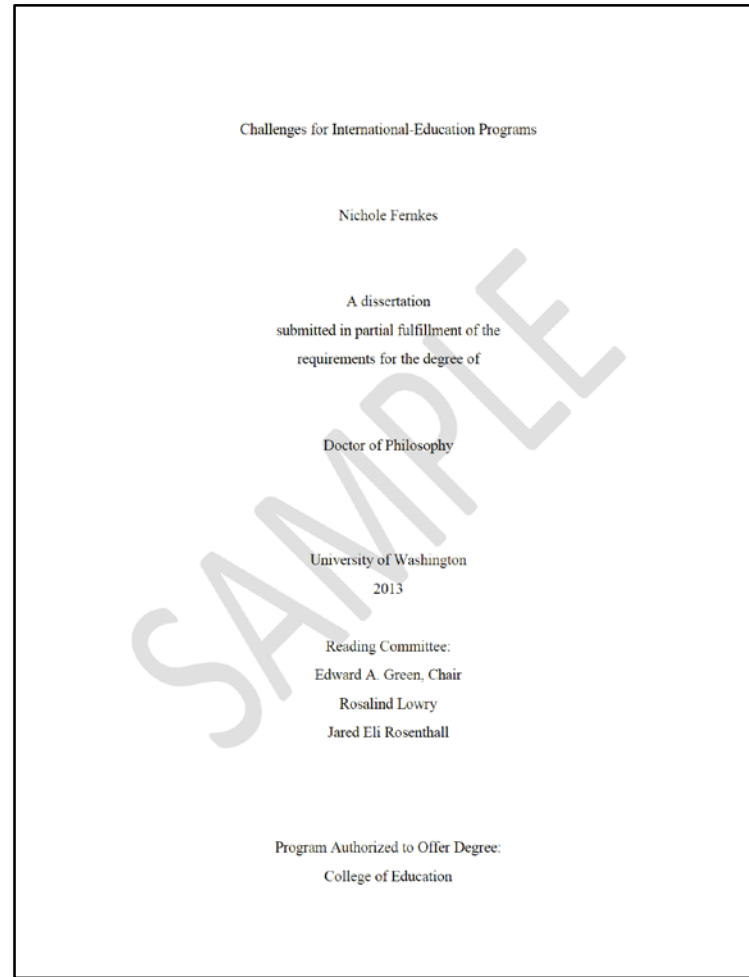 Challenges for International-Education Programs
Nichole Fernkes
A dissertation
submitted in partial fulfillment of the
requirements for the degree of
Doctor of Philosophy
University of Washington
2013
Reading Committee:
Edward A. Green, Chair
Rosalind Lowry
Jared Eli Rosenthall
Program Authorized to Offer Degree:
College of Education
SAMPLE